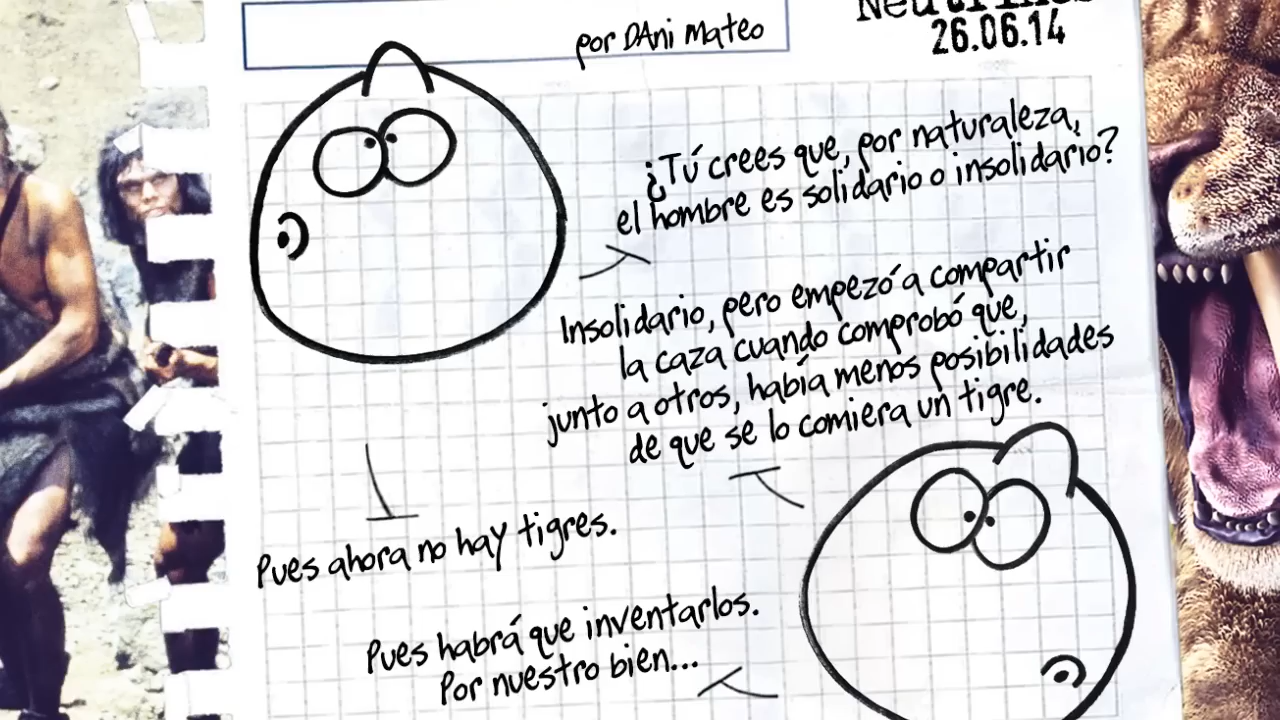 por DAni Mateo
26.06.14
¿Tú crees que, por naturaleza,
el hombre es solidario o insolidario?
Insolidario, pero empezó a compartir
la caza cuando comprobó que,
junto a otros, había menos posibilidades
de que se lo comiera un tigre.
Pues ahora no hay tigres.
Pues habrá que inventarlos.
Por nuestro bien...